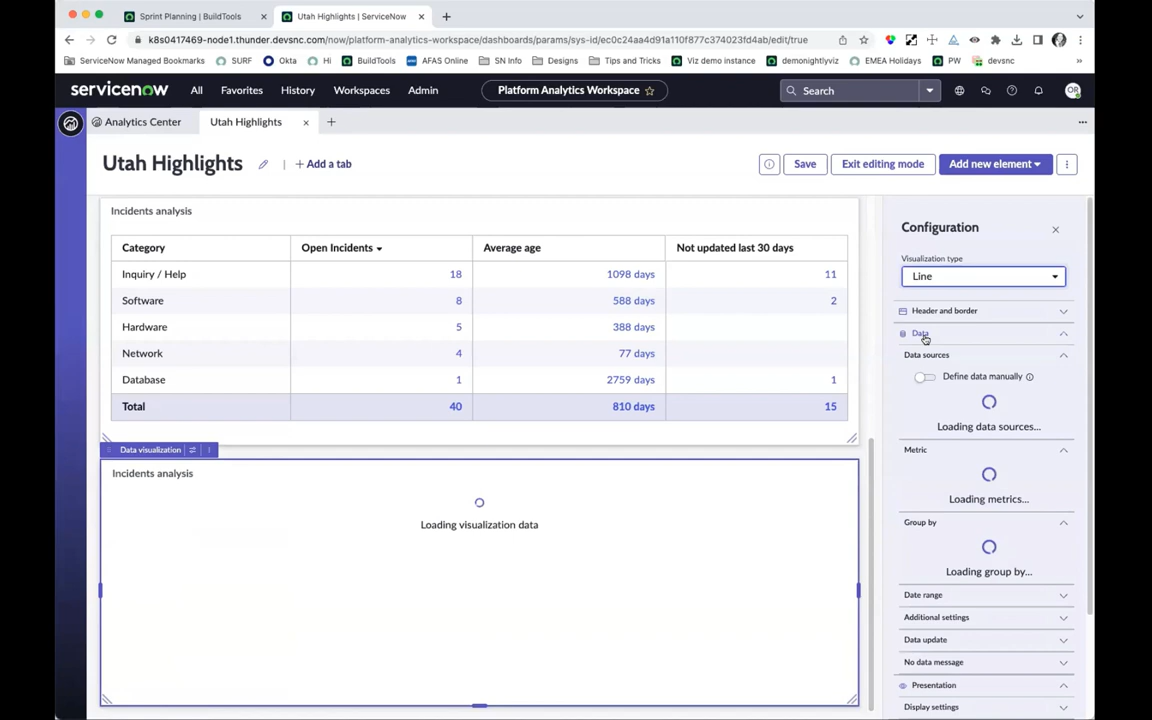 Sprint Planning | BuildTools
Utah Highlights | ServiceNow
k8s0417469-node1.thunder.devsnc.com/now/platform-analytics-workspace/dashboards/params/sys-id/ec0c24aa4d91a110f877c374023fd4ab/edit/true
ServiceNow Managed Bookmarks
SURF
Okta
Hi
BuildTools
AFAS Online
SN Info
Designs
Tips and Tricks
Viz demo instance
demonightlyviz
EMEA Holidays
PW
devsnc
servicenow
All
Favorites
History
Workspaces
Admin
Platform Analytics Workspace
Search
OR
Analytics Center
Utah Highlights
Utah Highlights
+ Add a tab
Save
Exit editing mode
Add new element
Incidents analysis
Category Open Incidents Average age Not updated last 30 days
Inquiry / Help 18 1098 days 11
Software 8 588 days 2
Hardware 5 388 days
Network 4 77 days
Database 1 2759 days 1
Total 40 810 days 15
Data visualization
Incidents analysis
Loading visualization data
Configuration
Visualization type
Line
Header and border
Data
Data sources
Define data manually
Loading data sources...
Metric
Loading metrics...
Group by
Loading group by...
Date range
Additional settings
Data update
No data message
Presentation
Display settings